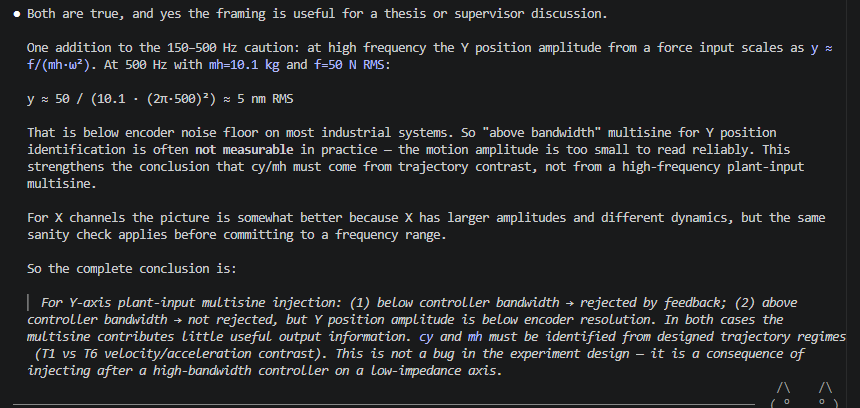 ● Both are true, and yes the framing is useful for a thesis or supervisor discussion.
One addition to the 150–500 Hz caution: at high frequency the Y position amplitude from a force input scales as y ≈
f/(mh·ω²). At 500 Hz with mh=10.1 kg and f=50 N RMS:
y ≈ 50 / (10.1 · (2π·500)²) ≈ 5 nm RMS
That is below encoder noise floor on most industrial systems. So "above bandwidth" multisine for Y position
identification is often not measurable in practice — the motion amplitude is too small to read reliably. This
strengthens the conclusion that cy/mh must come from trajectory contrast, not from a high-frequency plant-input
multisine.
For X channels the picture is somewhat better because X has larger amplitudes and different dynamics, but the same
sanity check applies before committing to a frequency range.
So the complete conclusion is:
For Y-axis plant-input multisine injection: (1) below controller bandwidth → rejected by feedback; (2) above
controller bandwidth → not rejected, but Y position amplitude is below encoder resolution. In both cases the
multisine contributes little useful output information. cy and mh must be identified from designed trajectory regimes
(T1 vs T6 velocity/acceleration contrast). This is not a bug in the experiment design — it is a consequence of
injecting after a high-bandwidth controller on a low-impedance axis.